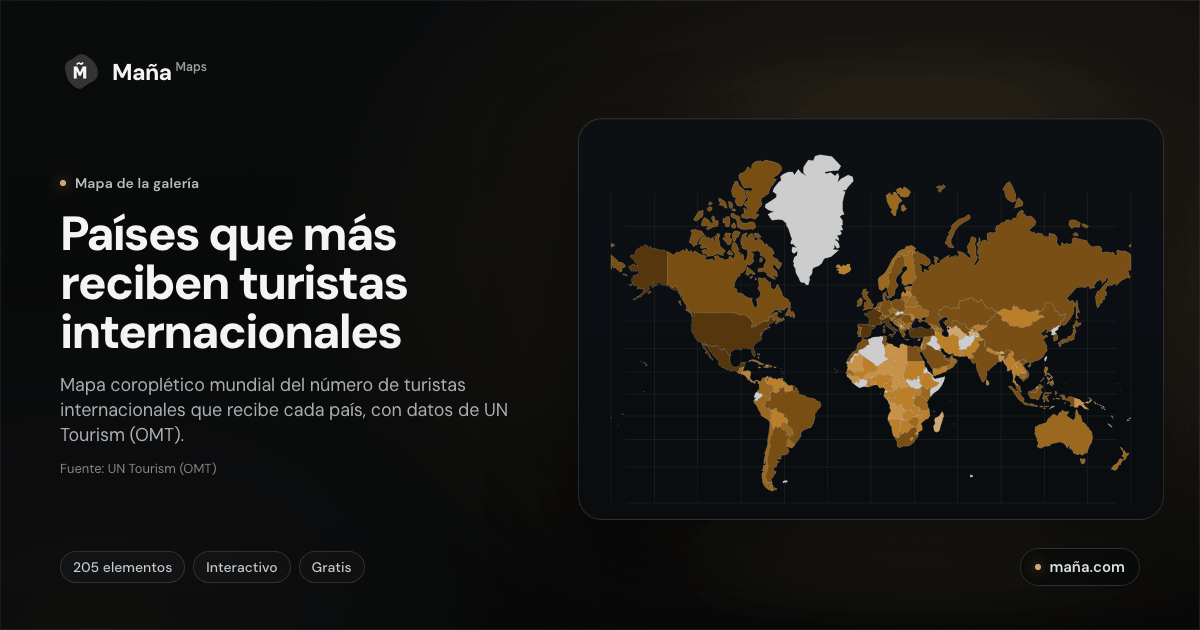 M̃
Maña Maps
Mapa de la galería
Países que más
reciben turistas
internacionales
Mapa coroplético mundial del número de turistas
internacionales que recibe cada país, con datos de UN
Tourism (OMT).
Fuente: UN Tourism (OMT)
205 elementos
Interactivo
Gratis
maña.com